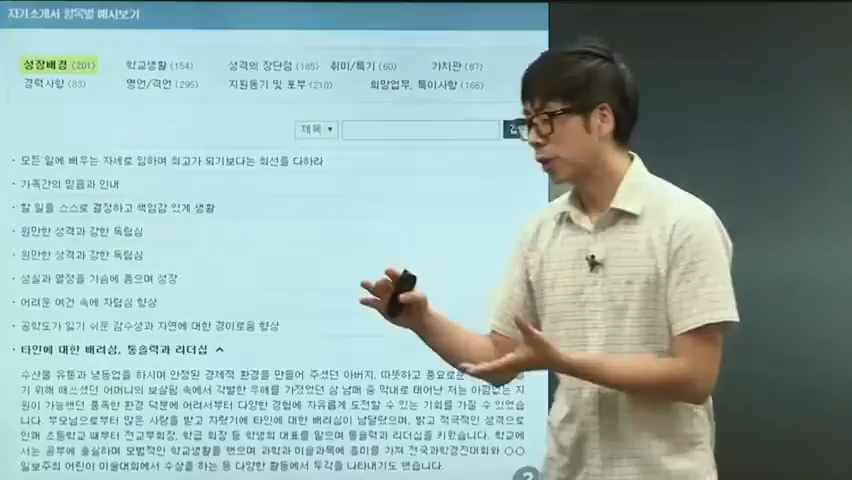 자기소개서 항목별 예시보기
성장배경 (201) 학교생활 (154) 성격의 장단점 (185) 취미/특기 (60) 가치관 (87)
경력사항 (83) 명언/격언 (295) 지원동기 및 포부 (210) 희망업무, 특이사항 (166)
제목 ▼
· 모든 일에 배우는 자세로 임하며 최고가 되기보다는 최선을 다하라
· 가족간의 믿음과 인내
· 할 일을 스스로 결정하고 책임감 있게 생활
· 원만한 성격과 강한 독립심
· 원만한 성격과 강한 독립심
· 성실과 열정을 가슴에 품으며 성장
· 어려운 여건 속에 자립심 향상
· 공학도가 잃기 쉬운 감수성과 자연에 대한 경이로움 향상
· 타인에 대한 배려심, 통솔력과 리더십 ^
수산물 유통과 냉동업을 하시며 안정된 경제적 환경을 만들어 주셨던 아버지, 따뜻하고 풍요로운
기 위해 애쓰셨던 어머니의 보살핌 속에서 각별한 우애를 가졌었던 삼 남매 중 막내로 태어난 저는 아낌없는 지
원이 가능했던 풍족한 환경 덕분에 어려서부터 다양한 경험에 자유롭게 도전할 수 있는 기회를 가질 수 있었습니
다. 부모님으로부터 많은 사랑을 받고 자랐기에 타인에 대한 배려심이 남달랐으며, 밝고 적극적인 성격으로
인해 초등학교 때부터 전교부회장, 학급 회장 등 학생회 대표를 맡으며 통솔력과 리더십을 키웠습니다. 학교에
서는 공부에 충실하며 모범적인 학교생활을 했으며 과학과 미술과목에 흥미를 가져 전국과학경진대회와 ○○
일보주최 어린이 미술대회에서 수상을 하는 등 다양한 활동에서 두각을 나타내기도 했습니다.